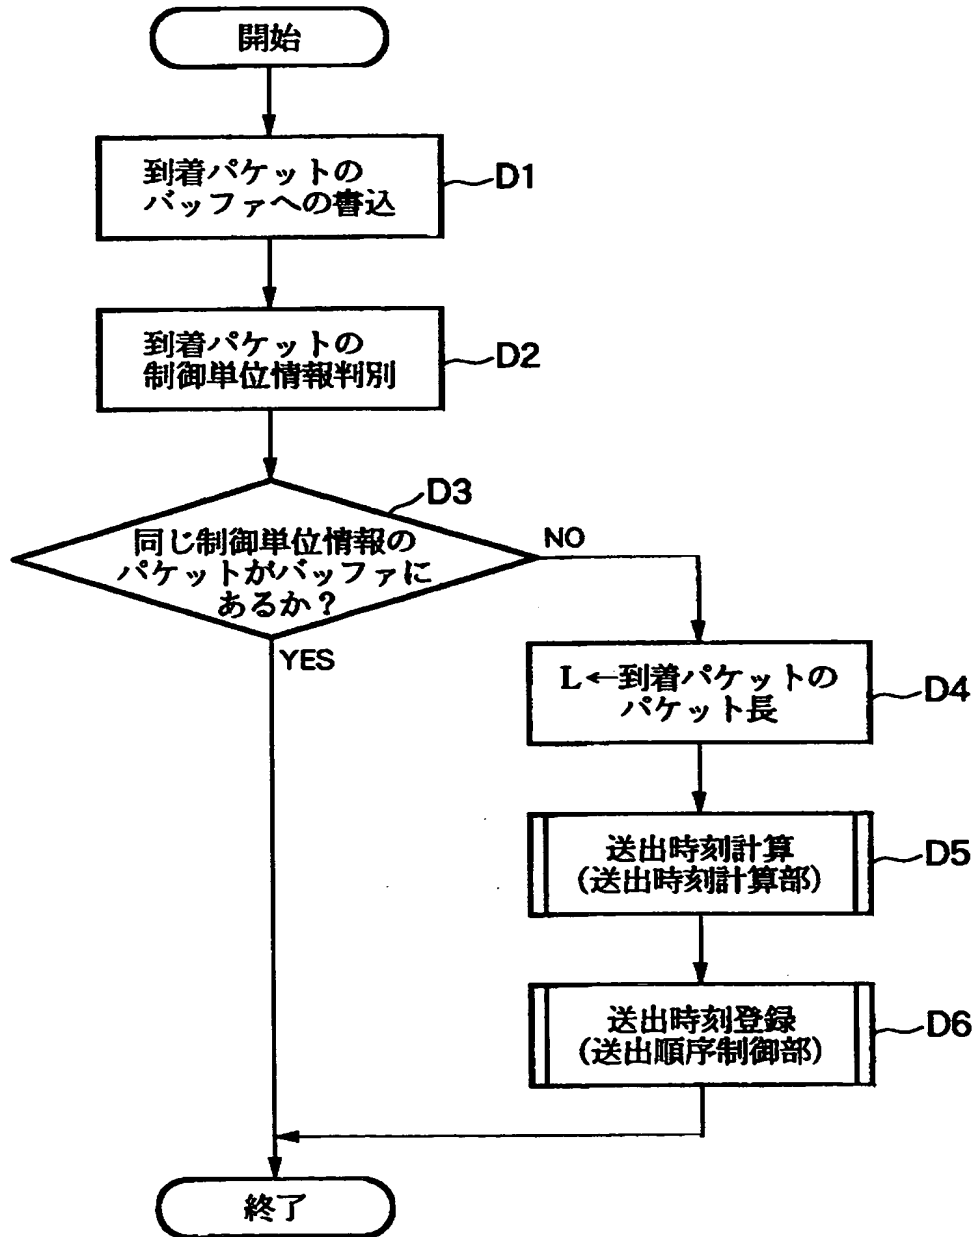 開始
到着パケットの
バッファへの書込
D1
到着パケットの
制御単位情報判別
D2
D3
同じ制御単位情報の
パケットがバッファに
あるか?
NO
YES
L←到着パケットの
パケット長
D4
送出時刻計算
(送出時刻計算部)
D5
送出時刻登録
(送出順序制御部)
D6
終了